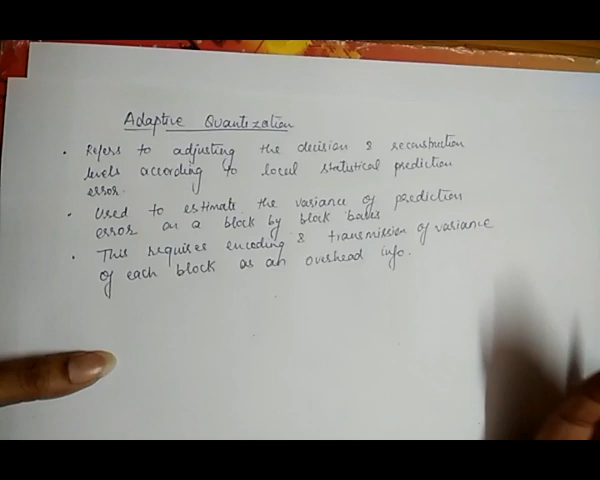 Adaptive Quantization
. Refers to adjusting the decision & reconstruction
levels according to local statistical prediction
error.
. Used to estimate the variance of prediction
error on a block by block basis
. This requires encoding & transmission of variance
of each block as an overhead info.